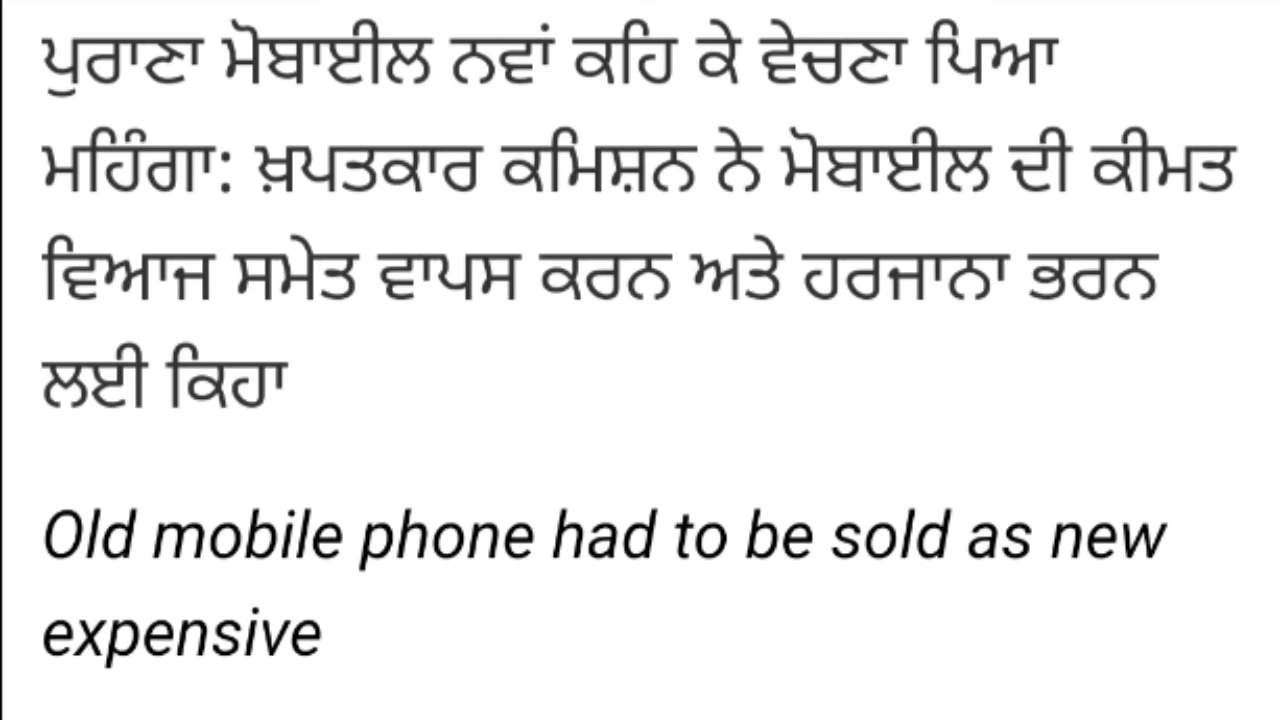 ਪੁਰਾਣਾ ਮੋਬਾਈਲ ਨਵਾਂ ਕਹਿ ਕੇ ਵੇਚਣਾ ਪਿਆ
ਮਹਿੰਗਾ: ਖ਼ਪਤਕਾਰ ਕਮਿਸ਼ਨ ਨੇ ਮੋਬਾਈਲ ਦੀ ਕੀਮਤ
ਵਿਆਜ ਸਮੇਤ ਵਾਪਸ ਕਰਨ ਅਤੇ ਹਰਜਾਨਾ ਭਰਨ
ਲਈ ਕਿਹਾ
Old mobile phone had to be sold as new
expensive